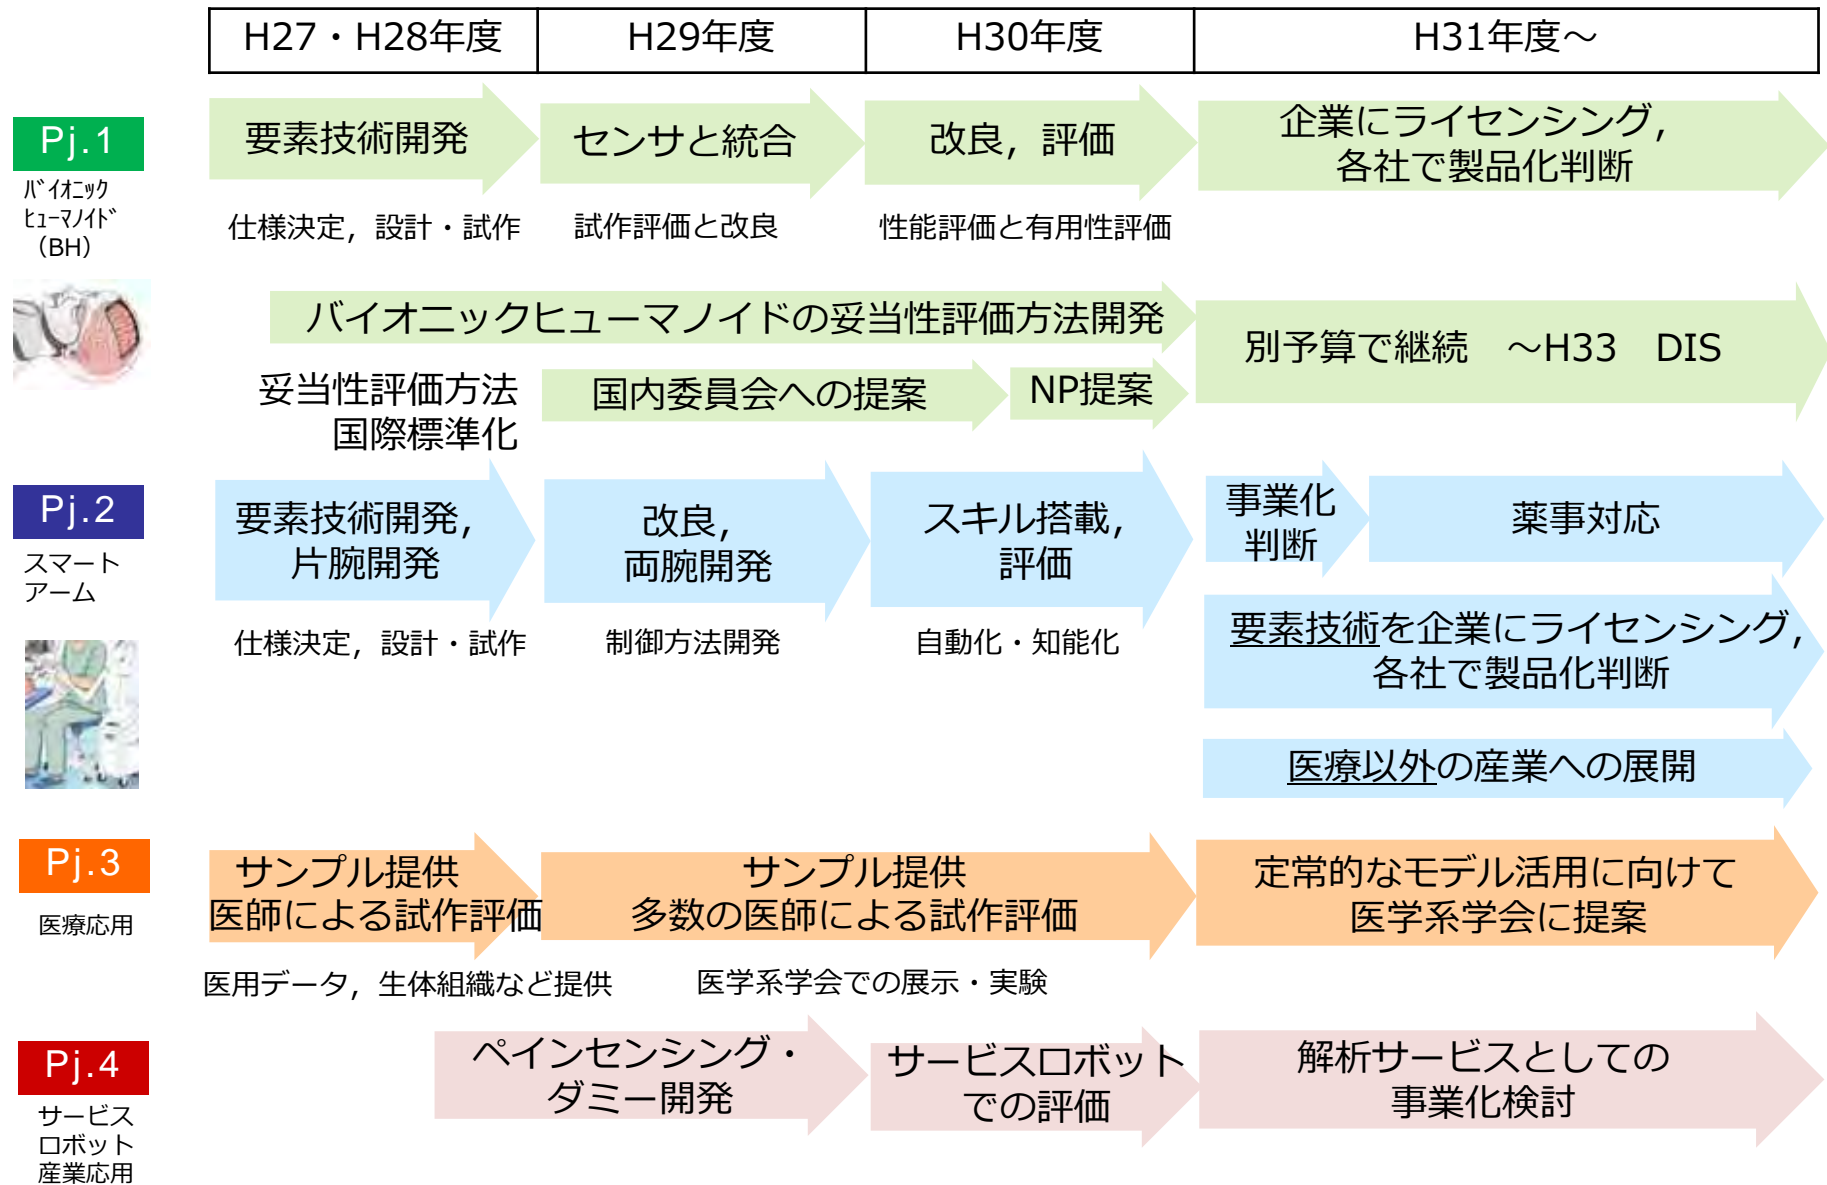 H27・H28年度
H29年度
H30年度
H31年度～
Pj.1
ﾊﾞｲｵﾆｯｸ
ﾋｭｰﾏﾉｲﾄﾞ
（BH）
要素技術開発
センサと統合
改良，評価
企業にライセンシング，
各社で製品化判断
仕様決定，設計・試作
試作評価と改良
性能評価と有用性評価
バイオニックヒューマノイドの妥当性評価方法開発
別予算で継続　～H33　DIS
妥当性評価方法
国際標準化
国内委員会への提案
NP提案
Pj.2
スマート
アーム
要素技術開発，
片腕開発
改良，
両腕開発
スキル搭載，
評価
事業化
判断
薬事対応
仕様決定，設計・試作
制御方法開発
自動化・知能化
要素技術を企業にライセンシング，
各社で製品化判断
医療以外の産業への展開
Pj.3
医療応用
サンプル提供
医師による試作評価
サンプル提供
多数の医師による試作評価
定常的なモデル活用に向けて
医学系学会に提案
医用データ，生体組織など提供
医学系学会での展示・実験
Pj.4
サービス
ロボット
産業応用
ペインセンシング・
ダミー開発
サービスロボット
での評価
解析サービスとしての
事業化検討